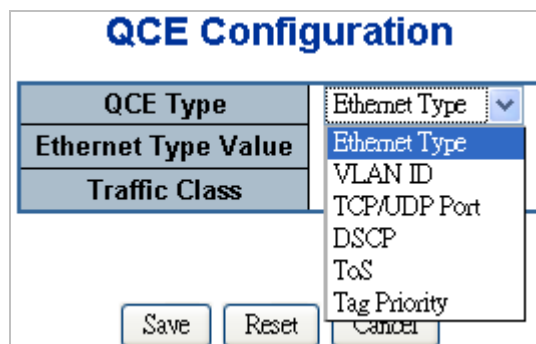 QCE Configuration
QCE Type Ethernet Type
Ethernet Type Value Ethernet Type
VLAN ID
Traffic Class TCP/UDP Port
DSCP
ToS
Tag Priority
Save Reset Cancel